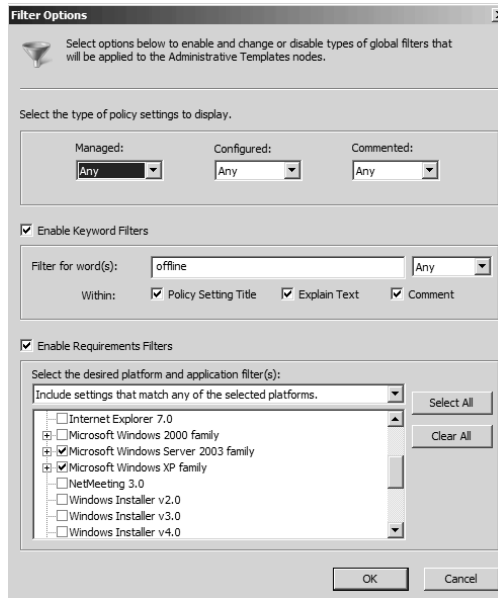 Filter Options
Select options below to enable and change or disable types of global filters that
will be applied to the Administrative Templates nodes.
Select the type of policy settings to display.
Managed: Configured: Commented:
Any Any Any
Enable Keyword Filters
Filter for word(s): offline Any
Within: Policy Setting Title Explain Text Comment
Enable Requirements Filters
Select the desired platform and application filter(s):
Include settings that match any of the selected platforms.
Select All
Internet Explorer 7.0
Microsoft Windows 2000 family
Clear All
Microsoft Windows Server 2003 family
Microsoft Windows XP family
NetMeeting 3.0
Windows Installer v2.0
Windows Installer v3.0
Windows Installer v4.0
OK Cancel